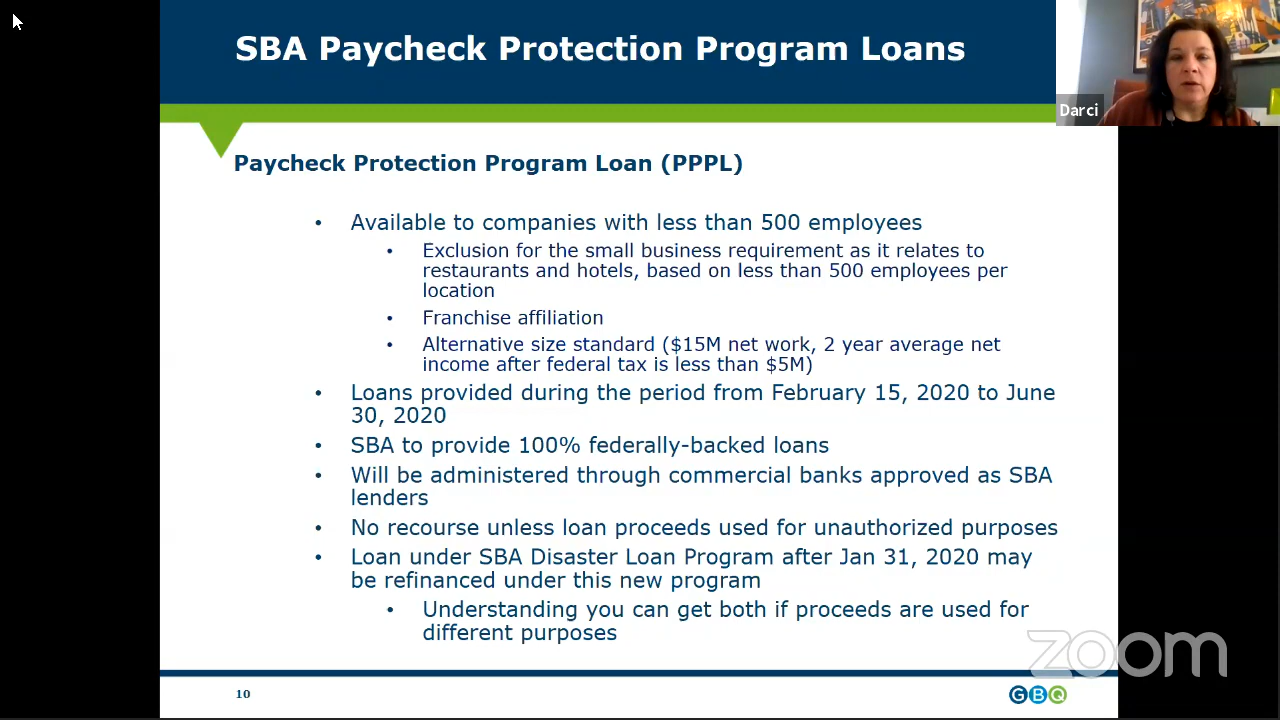 SBA Paycheck Protection Program Loans
Darci
Paycheck Protection Program Loan (PPPL)
• Available to companies with less than 500 employees
• Exclusion for the small business requirement as it relates to
restaurants and hotels, based on less than 500 employees per
location
• Franchise affiliation
• Alternative size standard ($15M net work, 2 year average net
income after federal tax is less than $5M)
• Loans provided during the period from February 15, 2020 to June
30, 2020
• SBA to provide 100% federally-backed loans
• Will be administered through commercial banks approved as SBA
lenders
• No recourse unless loan proceeds used for unauthorized purposes
• Loan under SBA Disaster Loan Program after Jan 31, 2020 may
be refinanced under this new program
• Understanding you can get both if proceeds are used for
different purposes
zoom
10
GBQ